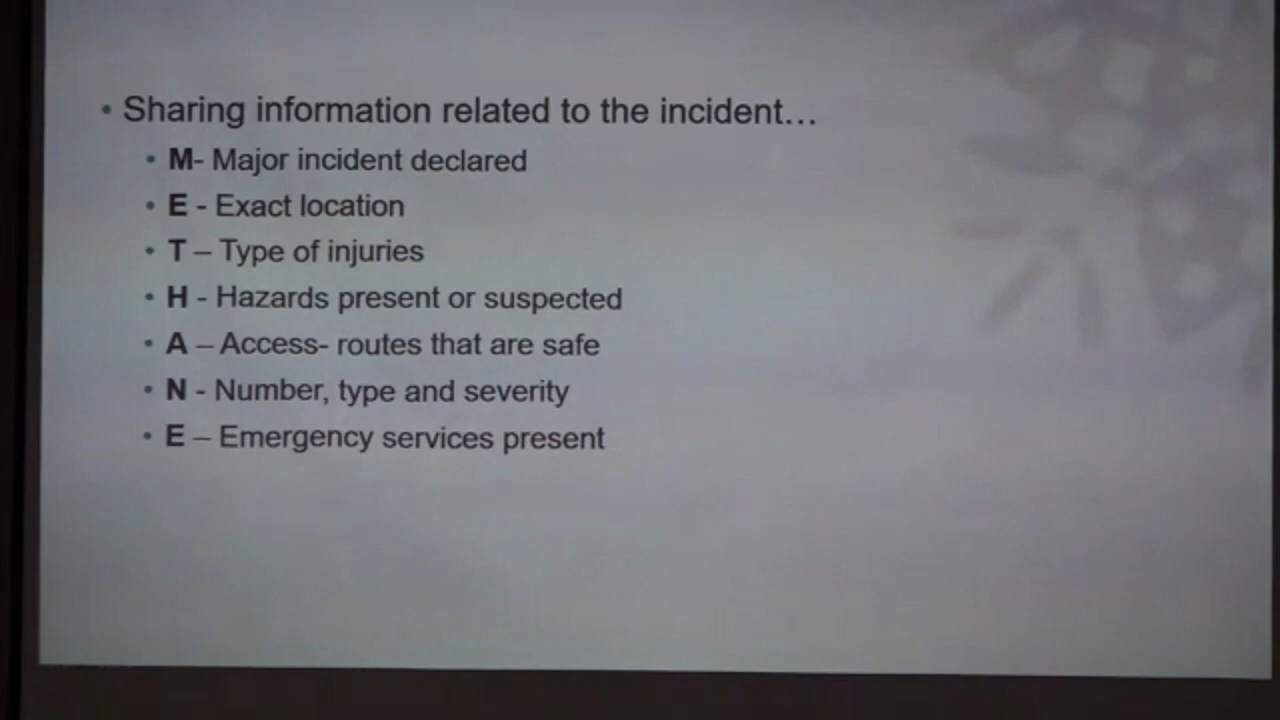 • Sharing information related to the incident…
• M- Major incident declared
• E - Exact location
• T – Type of injuries
• H - Hazards present or suspected
• A – Access- routes that are safe
• N - Number, type and severity
• E – Emergency services present